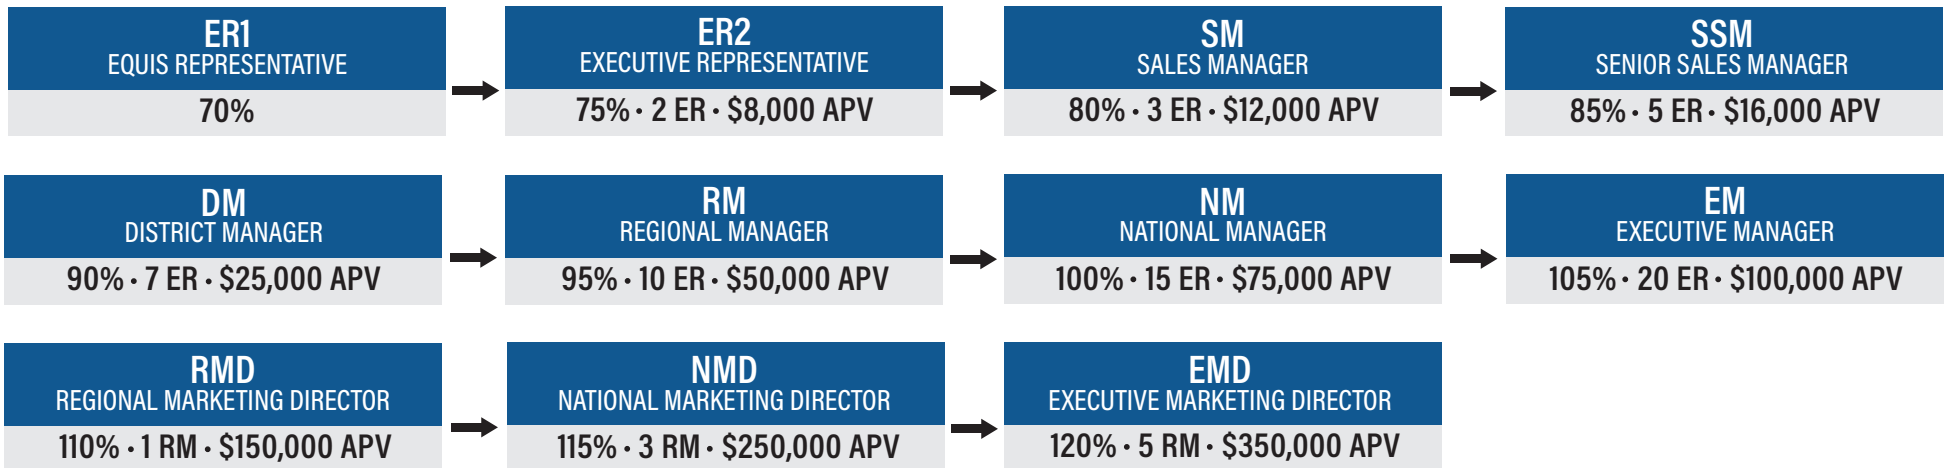 ER1
EQUIS REPRESENTATIVE
70%
ER2
EXECUTIVE REPRESENTATIVE
75% · 2 ER · $8,000 APV
SM
SALES MANAGER
80% · 3 ER · $12,000 APV
SSM
SENIOR SALES MANAGER
85% · 5 ER · $16,000 APV
DM
DISTRICT MANAGER
90% · 7 ER · $25,000 APV
RM
REGIONAL MANAGER
95% · 10 ER · $50,000 APV
NM
NATIONAL MANAGER
100% · 15 ER · $75,000 APV
EM
EXECUTIVE MANAGER
105% · 20 ER · $100,000 APV
RMD
REGIONAL MARKETING DIRECTOR
110% · 1 RM · $150,000 APV
NMD
NATIONAL MARKETING DIRECTOR
115% · 3 RM · $250,000 APV
EMD
EXECUTIVE MARKETING DIRECTOR
120% · 5 RM · $350,000 APV